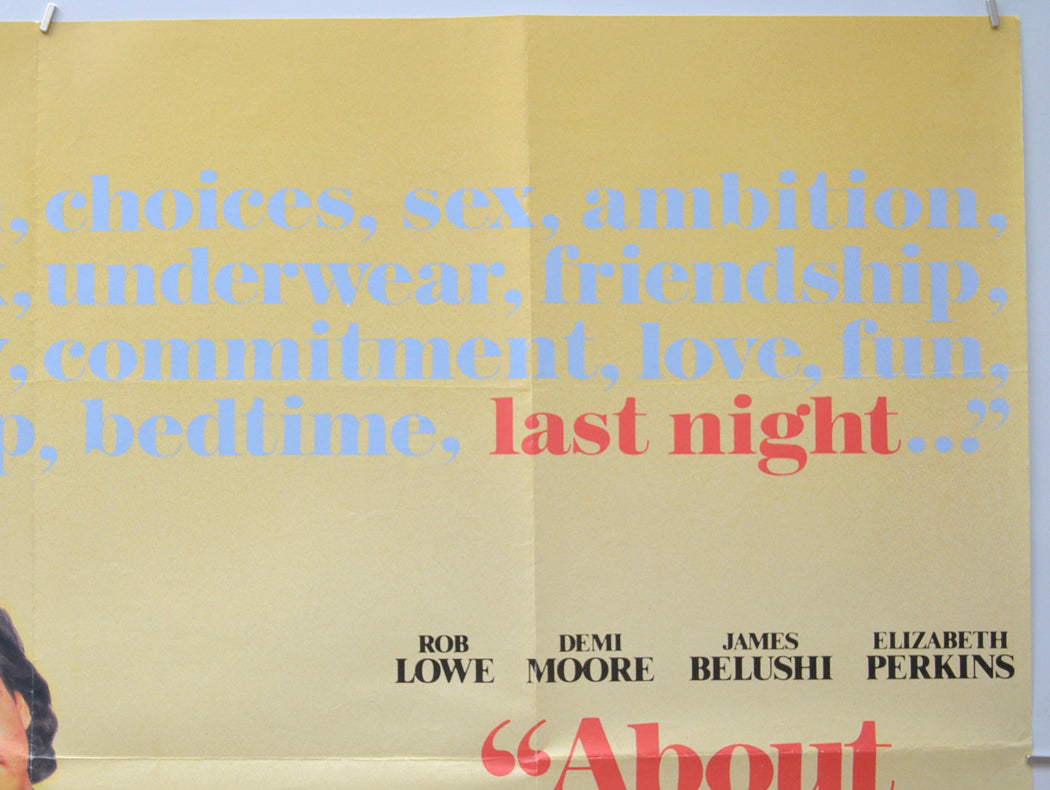 , choices, sex, ambition,
, underwear, friendship,
, commitment, love, fun,
p, bedtime, last night...”
ROB LOWE DEMI MOORE JAMES BELUSHI ELIZABETH PERKINS
“About